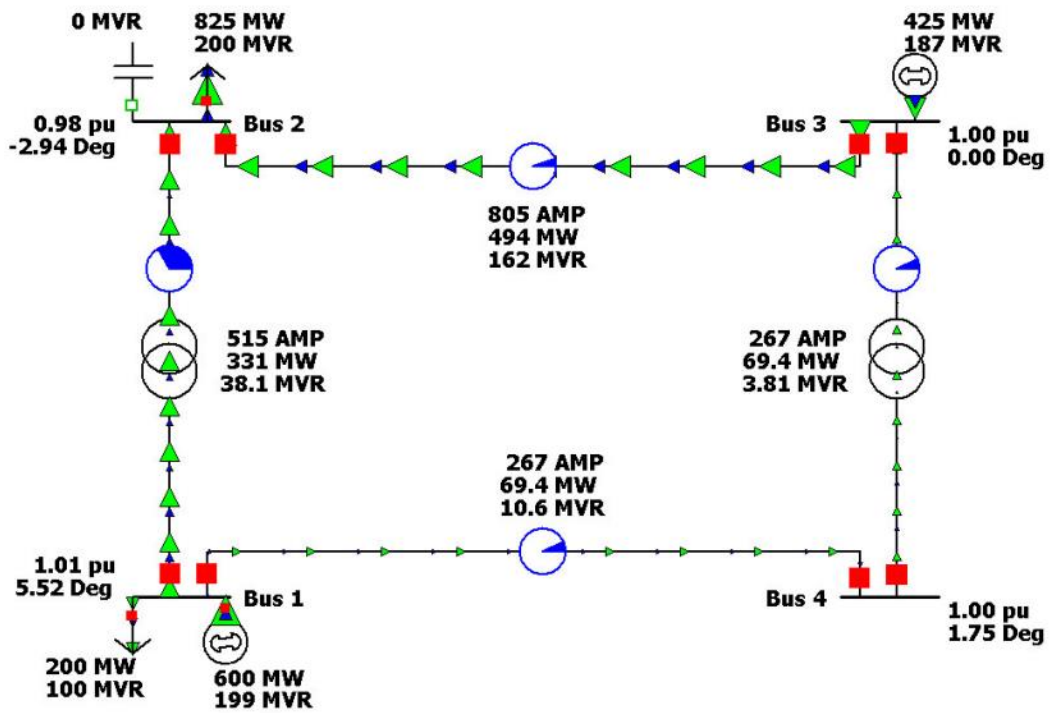 0 MVR
825 MW
200 MVR
425 MW
187 MVR
0.98 pu
-2.94 Deg
Bus 2
Bus 3
1.00 pu
0.00 Deg
805 AMP
494 MW
162 MVR
515 AMP
331 MW
38.1 MVR
267 AMP
69.4 MW
3.81 MVR
267 AMP
69.4 MW
10.6 MVR
1.01 pu
5.52 Deg
Bus 1
Bus 4
1.00 pu
1.75 Deg
200 MW
100 MVR
600 MW
199 MVR